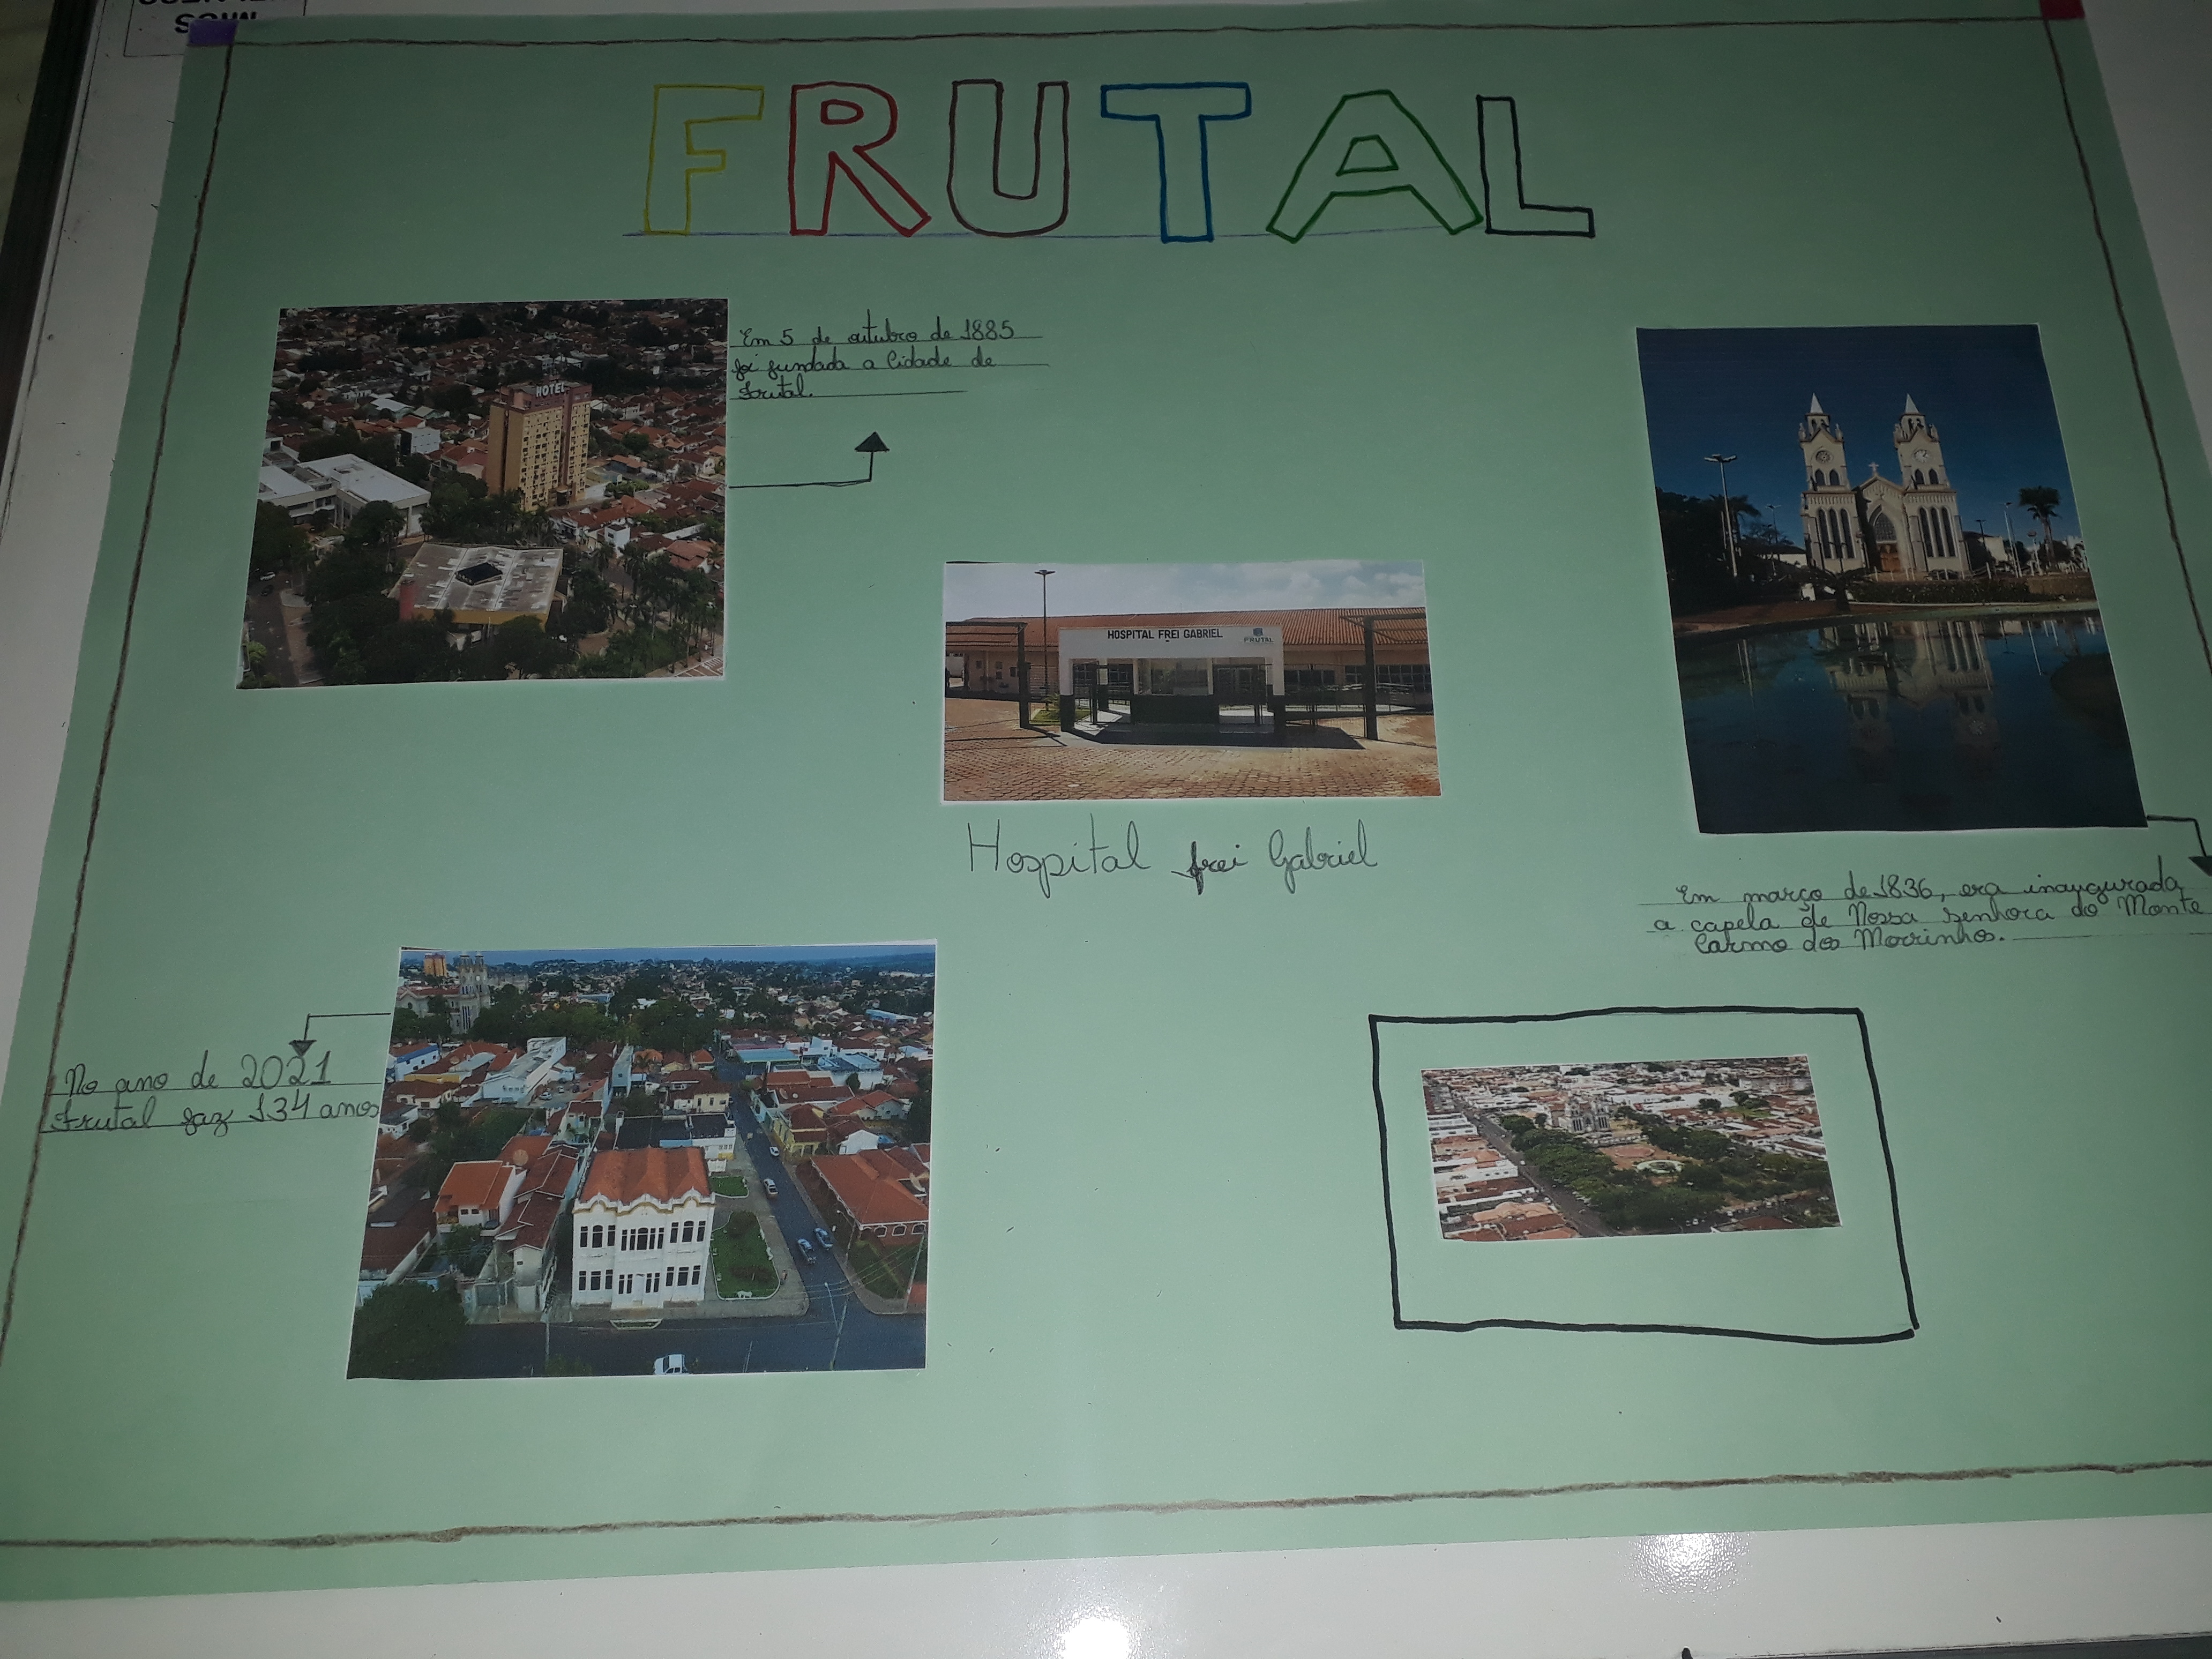 FRUTAL
Em 5 de outubro de 1885
foi fundada a Cidade de
Frutal.
HOTEL
HOSPITAL FREI GABRIEL
FRUTAL
Hospital frei Gabriel
Em março de 1836, era inaugurada
a capela de Nossa Senhora do Monte
Carmo dos Morrinhos.
No ano de 2021
Frutal faz 134 anos